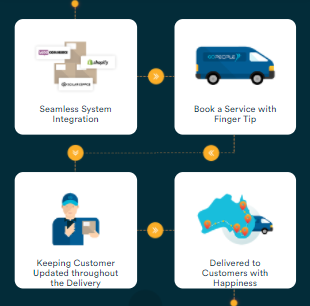 WOO COMMERCE
shopify
SQUARESPACE
Seamless System
Integration
GOPEOPLE
Book a Service with
Finger Tip
Keeping Customer
Updated throughout
the Delivery
Delivered to
Customers with
Happiness